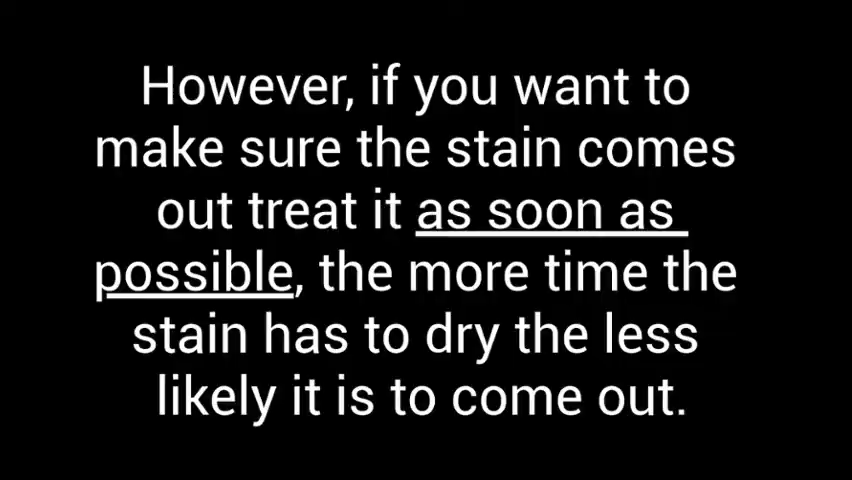 However, if you want to
make sure the stain comes
out treat it as soon as
possible, the more time the
stain has to dry the less
likely it is to come out.